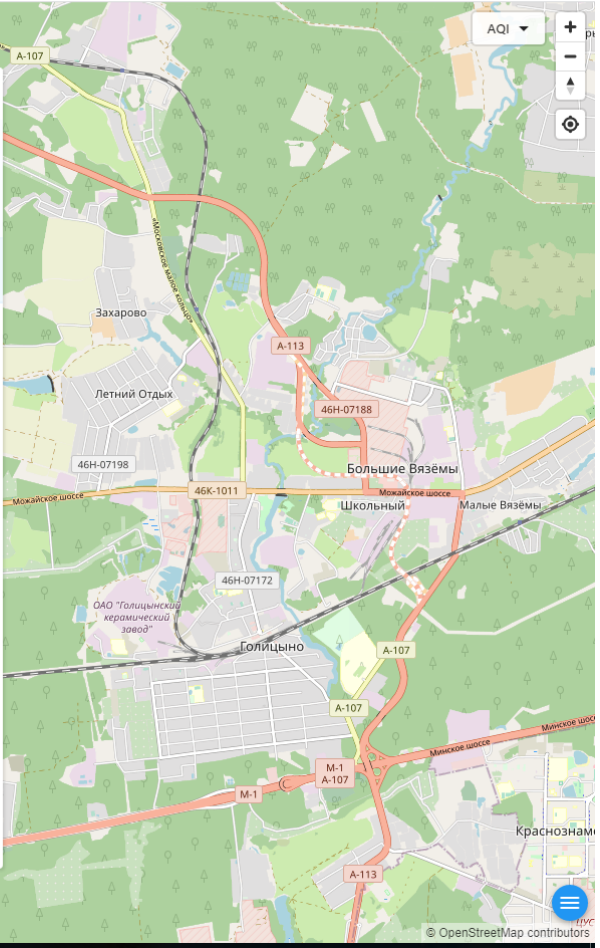 AQI
А-107
«Московское малое кольцо»
Захарово
А-113
Летний Отдых
46Н-07188
46Н-07198
Большие Вязёмы
46К-1011
Можайское шоссе
Можайское шоссе
Школьный
Малые Вязёмы
46Н-07172
ОАО "Голицынский
керамический
завод"
Голицыно
А-107
А-107
Минское шоссе
Минское шоссе
М-1
А-107
М-1
Краснознаме
А-113
© OpenStreetMap contributors